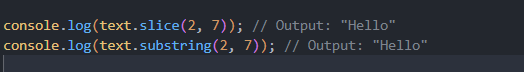 console.log(text.slice(2, 7)); // Output: "Hello"
console.log(text.substring(2, 7)); // Output: "Hello"